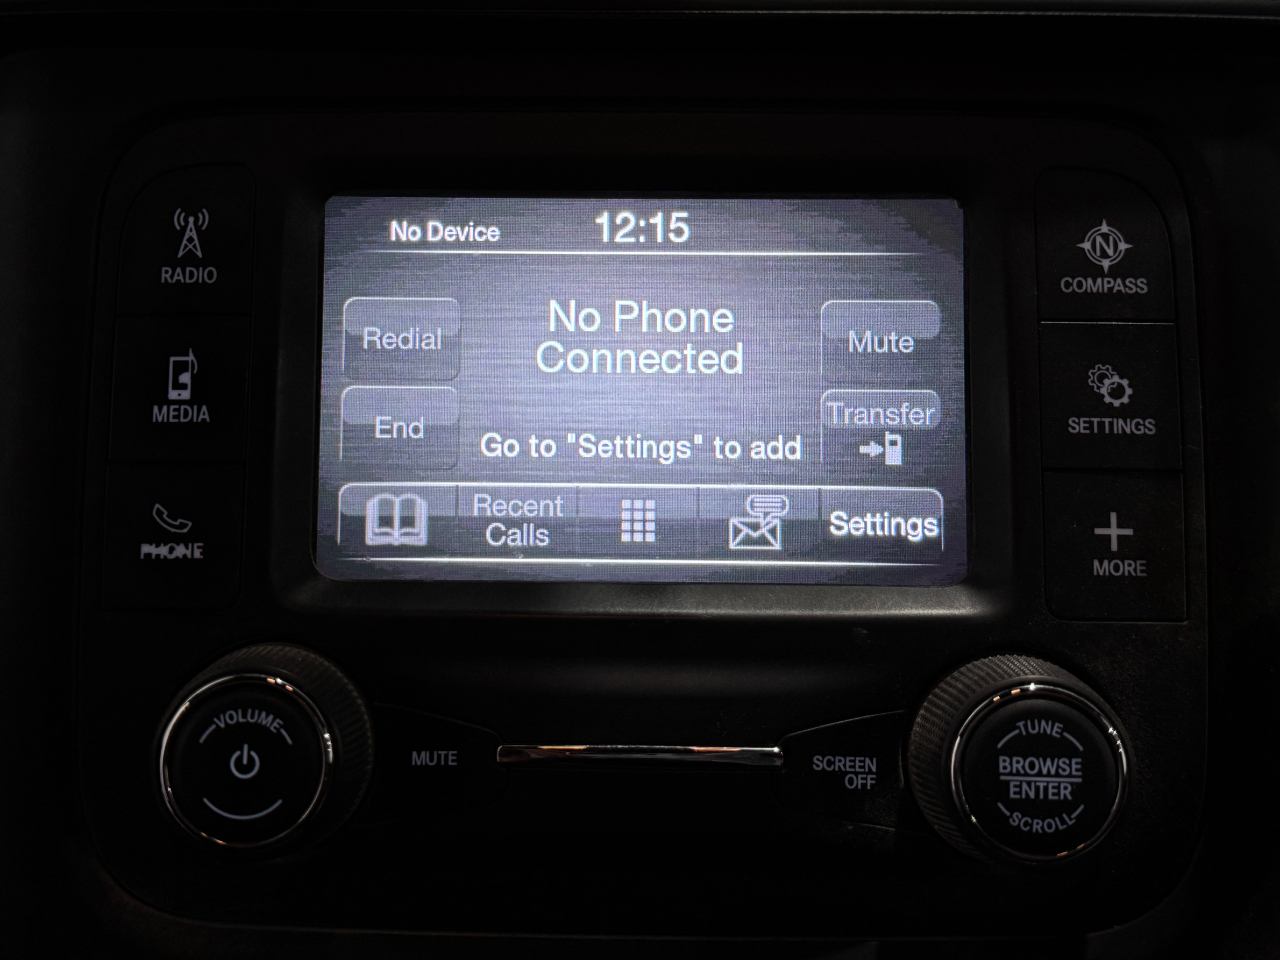 No Device
12:15
RADIO
COMPASS
Redial
No Phone
Connected
Mute
MEDIA
SETTINGS
End
Transfer
Go to "Settings" to add
Recent
Calls
Settings
PHONE
MORE
VOLUME
MUTE
SCREEN
OFF
TUNE
BROWSE
ENTER
SCROLL
N